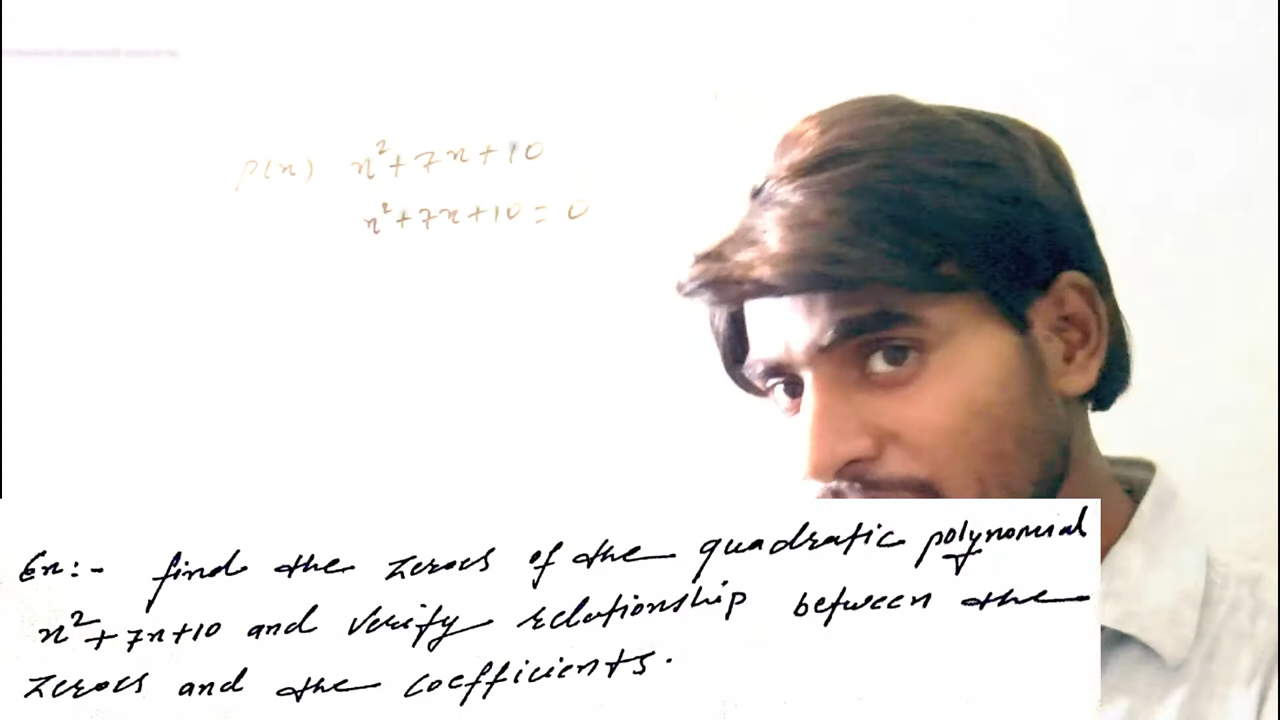 P(x) x²+7x+10
x²+7x+10=0
Ex:- find the zeroes of the quadratic polynomial
x²+7x+10 and verify relationship between the
zeroes and the coefficients.